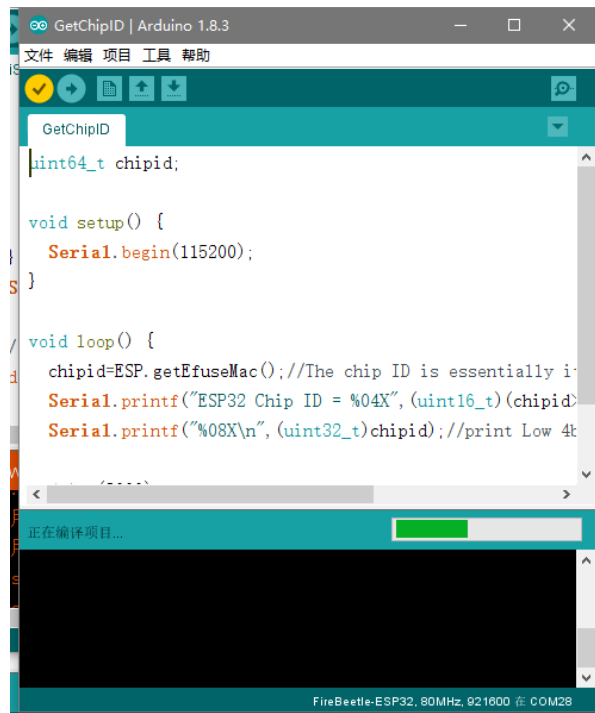 GetChipID | Arduino 1.8.3
文件 编辑 项目 工具 帮助
GetChipID
uint64_t chipid;
void setup() {
Serial.begin(115200);
}
void loop() {
chipid=ESP.getEfuseMac();//The chip ID is essentially i
Serial.printf("ESP32 Chip ID = %04X",(uint16_t)(chipid>
Serial.printf("%08X\n",(uint32_t)chipid);//print Low 4b
正在编译项目...
FireBeetle-ESP32, 80MHz, 921600 在 COM28